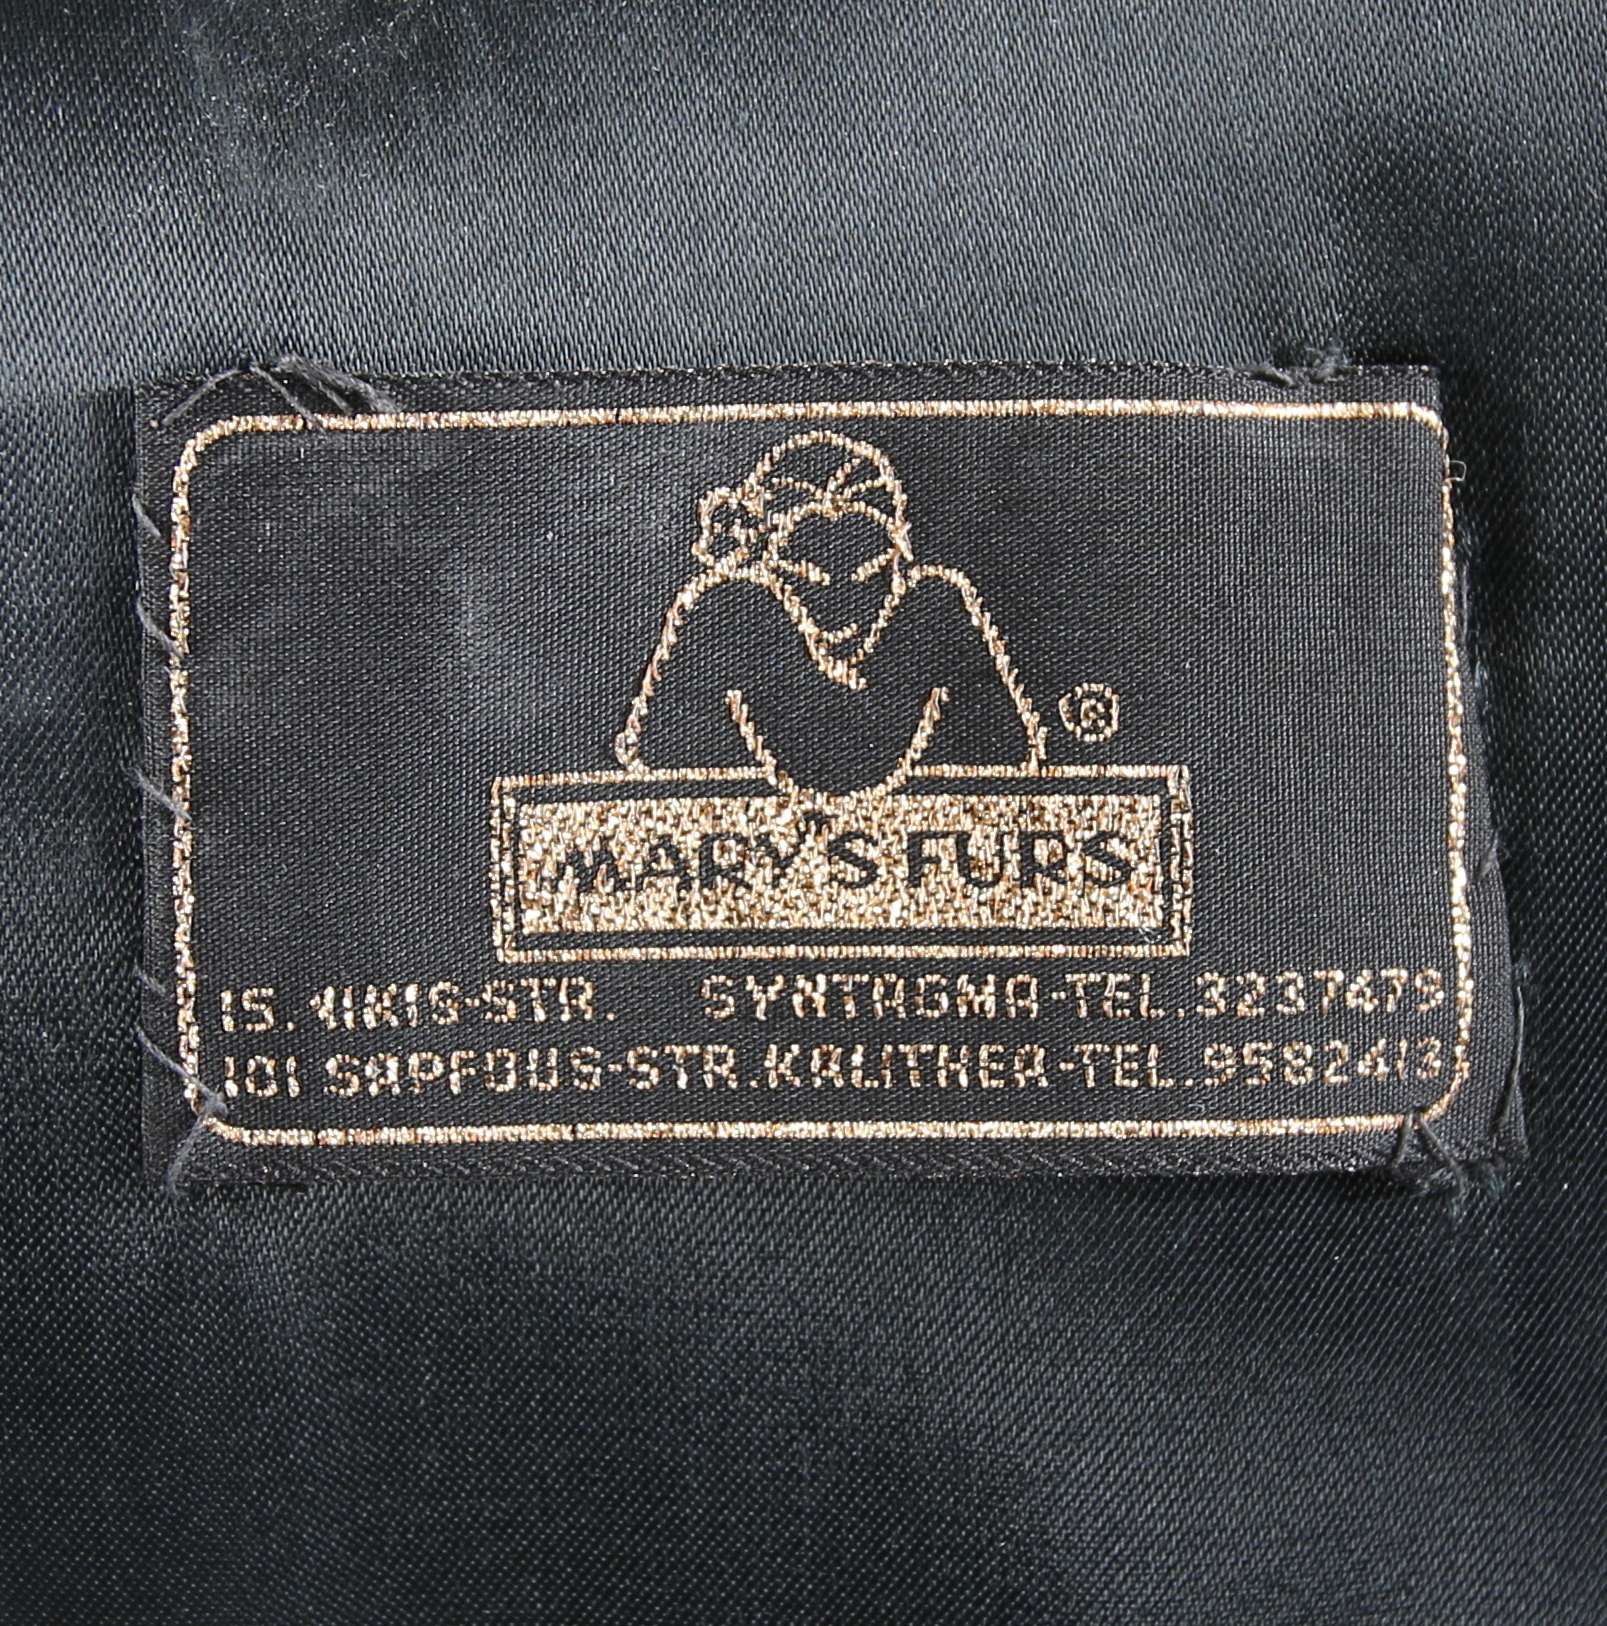 ®
MARY'S FURS
15. NIKIS-STR. SYNTAGMA-TEL.3237479
101 SAPFOUS-STR.KALITHEA-TEL.9582413